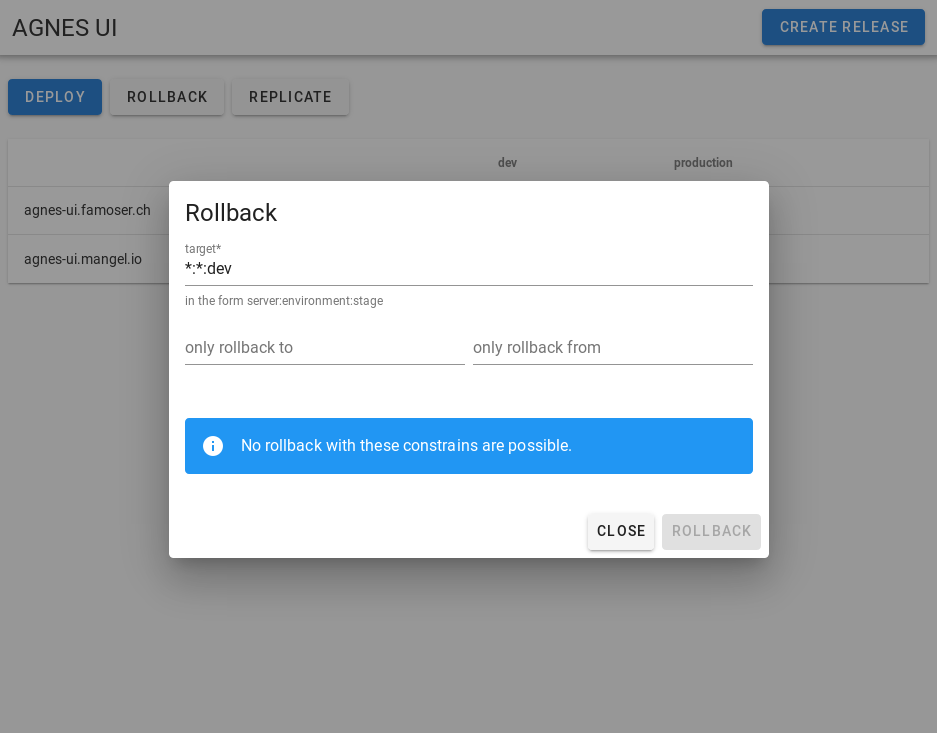 AGNES UI
CREATE RELEASE
DEPLOY
ROLLBACK
REPLICATE
dev production
agnes-ui.famoser.ch
agnes-ui.mangel.io
Rollback
target*
*:*:dev
in the form server:environment:stage
only rollback to
only rollback from
No rollback with these constrains are possible.
CLOSE
ROLLBACK